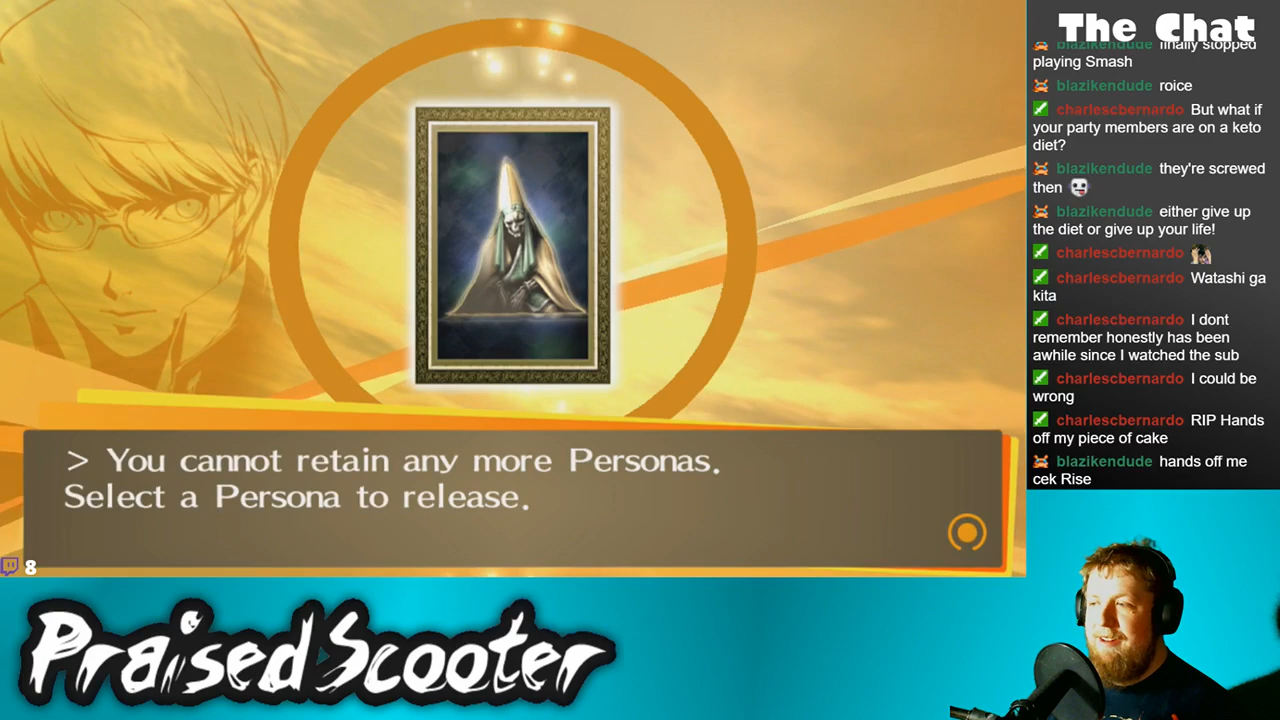 > You cannot retain any more Personas.
Select a Persona to release.
8
PraisedScooter
The Chat
blazikendude finally stopped
playing Smash
blazikendude roice
charlescbernardo But what if
your party members are on a keto
diet?
blazikendude they're screwed
then
blazikendude either give up
the diet or give up your life!
charlescbernardo
charlescbernardo Watashi ga
kita
charlescbernardo I dont
remember honestly has been
awhile since I watched the sub
charlescbernardo I could be
wrong
charlescbernardo RIP Hands
off my piece of cake
blazikendude hands off me
cek Rise